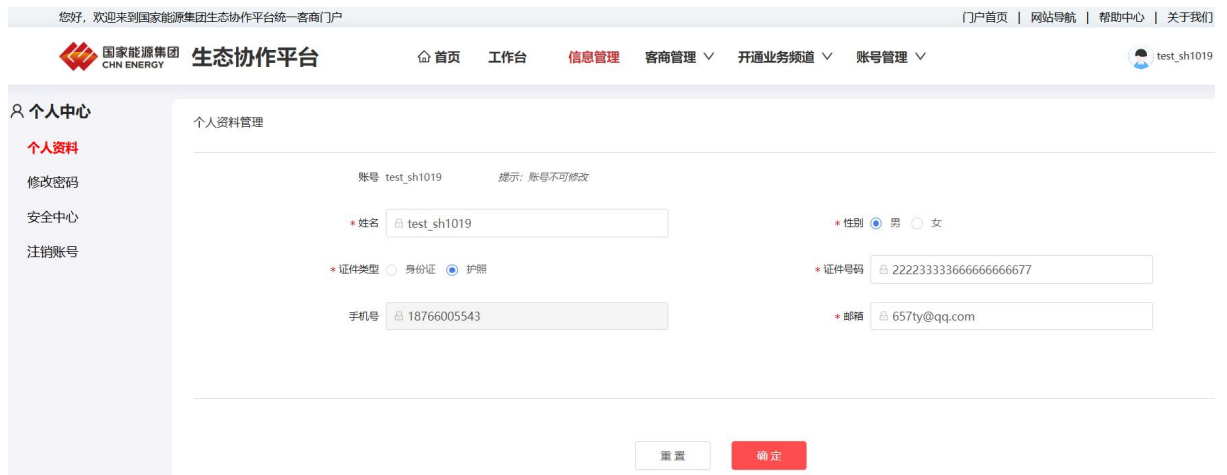 您好，欢迎来到国家能源集团生态协作平台统一客商门户
门户首页 | 网站导航 | 帮助中心 | 关于我们
国家能源集团
CHN ENERGY
生态协作平台
首页 工作台 信息管理 客商管理 开通业务频道 账号管理
test_sh1019
个人中心
个人资料
修改密码
安全中心
注销账号
个人资料管理
账号 test_sh1019 提示：账号不可修改
* 姓名 test_sh1019
* 性别 男 女
* 证件类型 身份证 护照
* 证件号码 222233333666666666677
手机号 18766005543
* 邮箱 657ty@qq.com
重置 确定